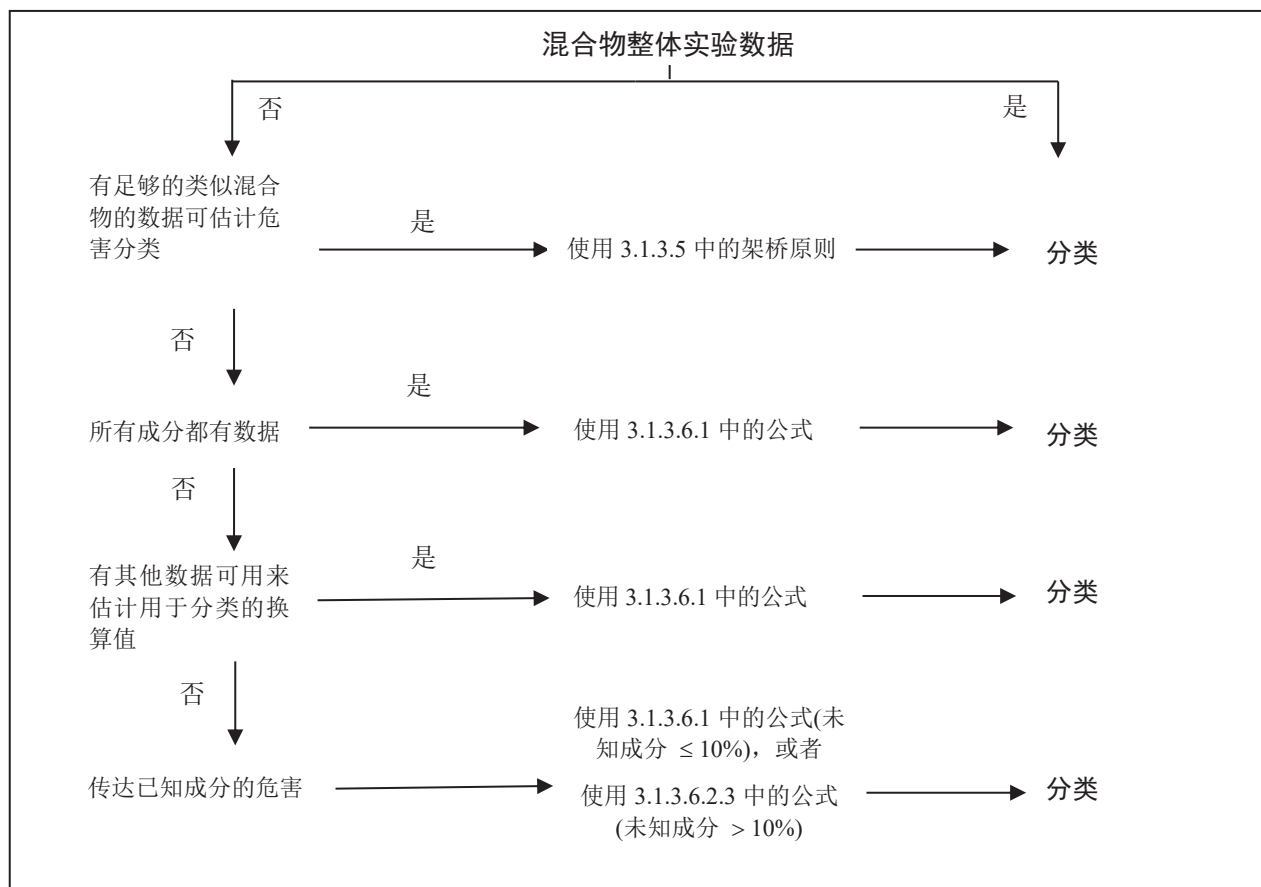 混合物整体实验数据
否
是
有足够的类似混合
物的数据可估计危
害分类
是
使用 3.1.3.5 中的架桥原则
分类
否
所有成分都有数据
是
使用 3.1.3.6.1 中的公式
分类
否
有其他数据可用来
估计用于分类的换
算值
是
使用 3.1.3.6.1 中的公式
分类
否
传达已知成分的危害
使用 3.1.3.6.1 中的公式(未
知成分 ≤ 10%)，或者
使用 3.1.3.6.2.3 中的公式
(未知成分 > 10%)
分类